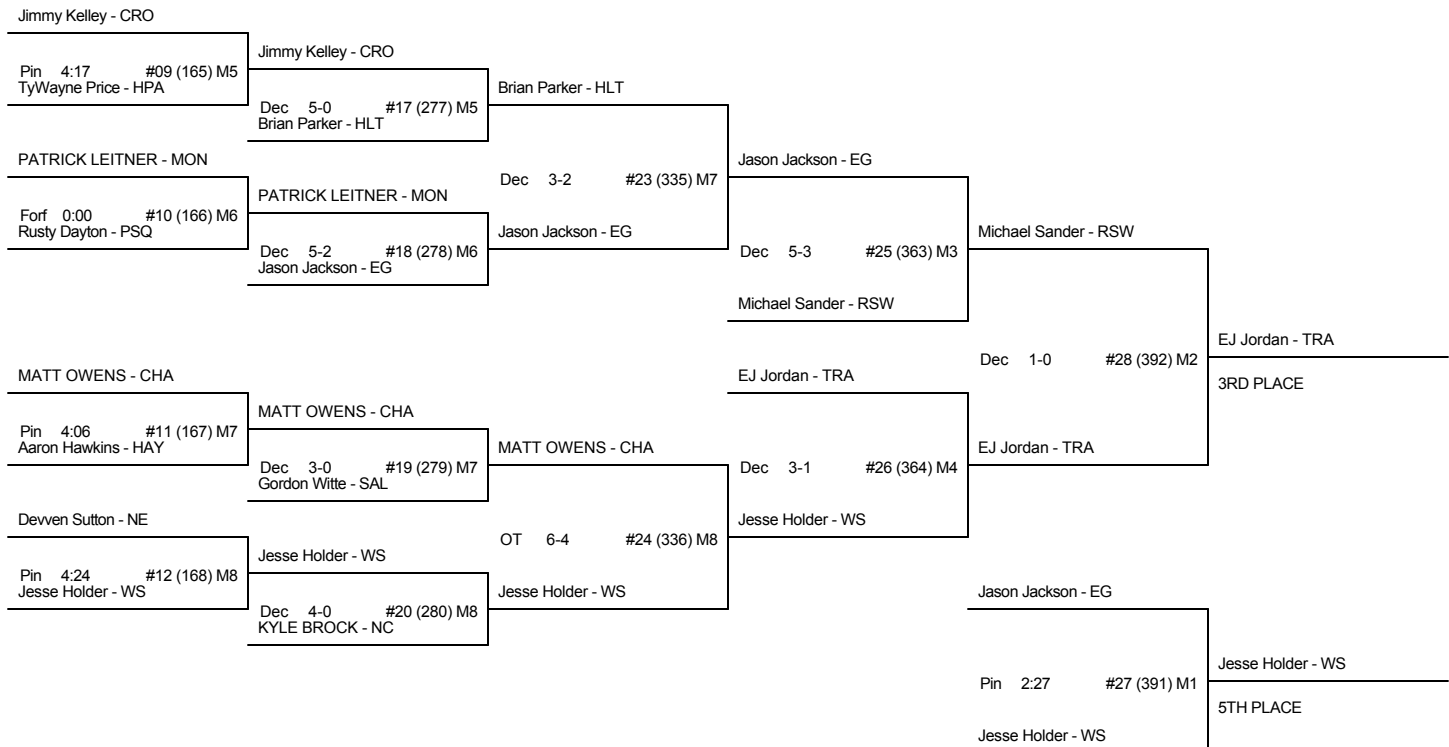 Jimmy Kelley - CRO
Pin 4:17 #09 (165) M5
TyWayne Price - HPA
PATRICK LEITNER - MON
Forf 0:00 #10 (166) M6
Rusty Dayton - PSQ
MATT OWENS - CHA
Pin 4:06 #11 (167) M7
Aaron Hawkins - HAY
Devven Sutton - NE
Pin 4:24 #12 (168) M8
Jesse Holder - WS
Jimmy Kelley - CRO
Dec 5-0 #17 (277) M5
Brian Parker - HLT
PATRICK LEITNER - MON
Dec 5-2 #18 (278) M6
Jason Jackson - EG
MATT OWENS - CHA
Dec 3-0 #19 (279) M7
Gordon Witte - SAL
Jesse Holder - WS
Dec 4-0 #20 (280) M8
KYLE BROCK - NC
Brian Parker - HLT
Dec 3-2 #23 (335) M7
Jason Jackson - EG
MATT OWENS - CHA
OT 6-4 #24 (336) M8
Jesse Holder - WS
Jason Jackson - EG
Dec 5-3 #25 (363) M3
Michael Sander - RSW
EJ Jordan - TRA
Dec 3-1 #26 (364) M4
Jesse Holder - WS
Michael Sander - RSW
Dec 1-0 #28 (392) M2
EJ Jordan - TRA
EJ Jordan - TRA
3RD PLACE
Jason Jackson - EG
Pin 2:27 #27 (391) M1
Jesse Holder - WS
Jesse Holder - WS
5TH PLACE